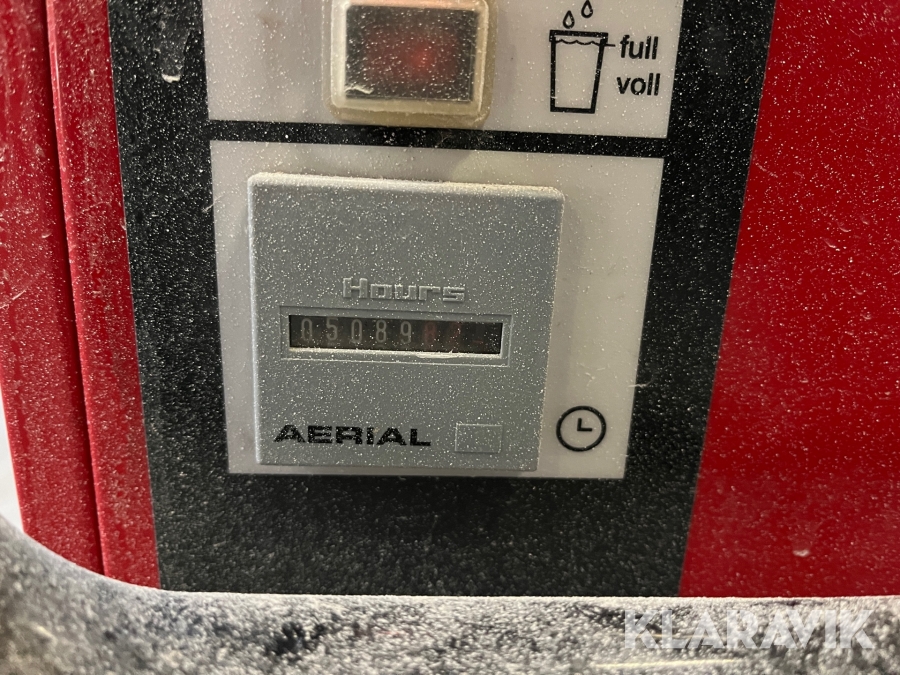 full
voll
Hours
05089
AERIAL
KLARAVIK